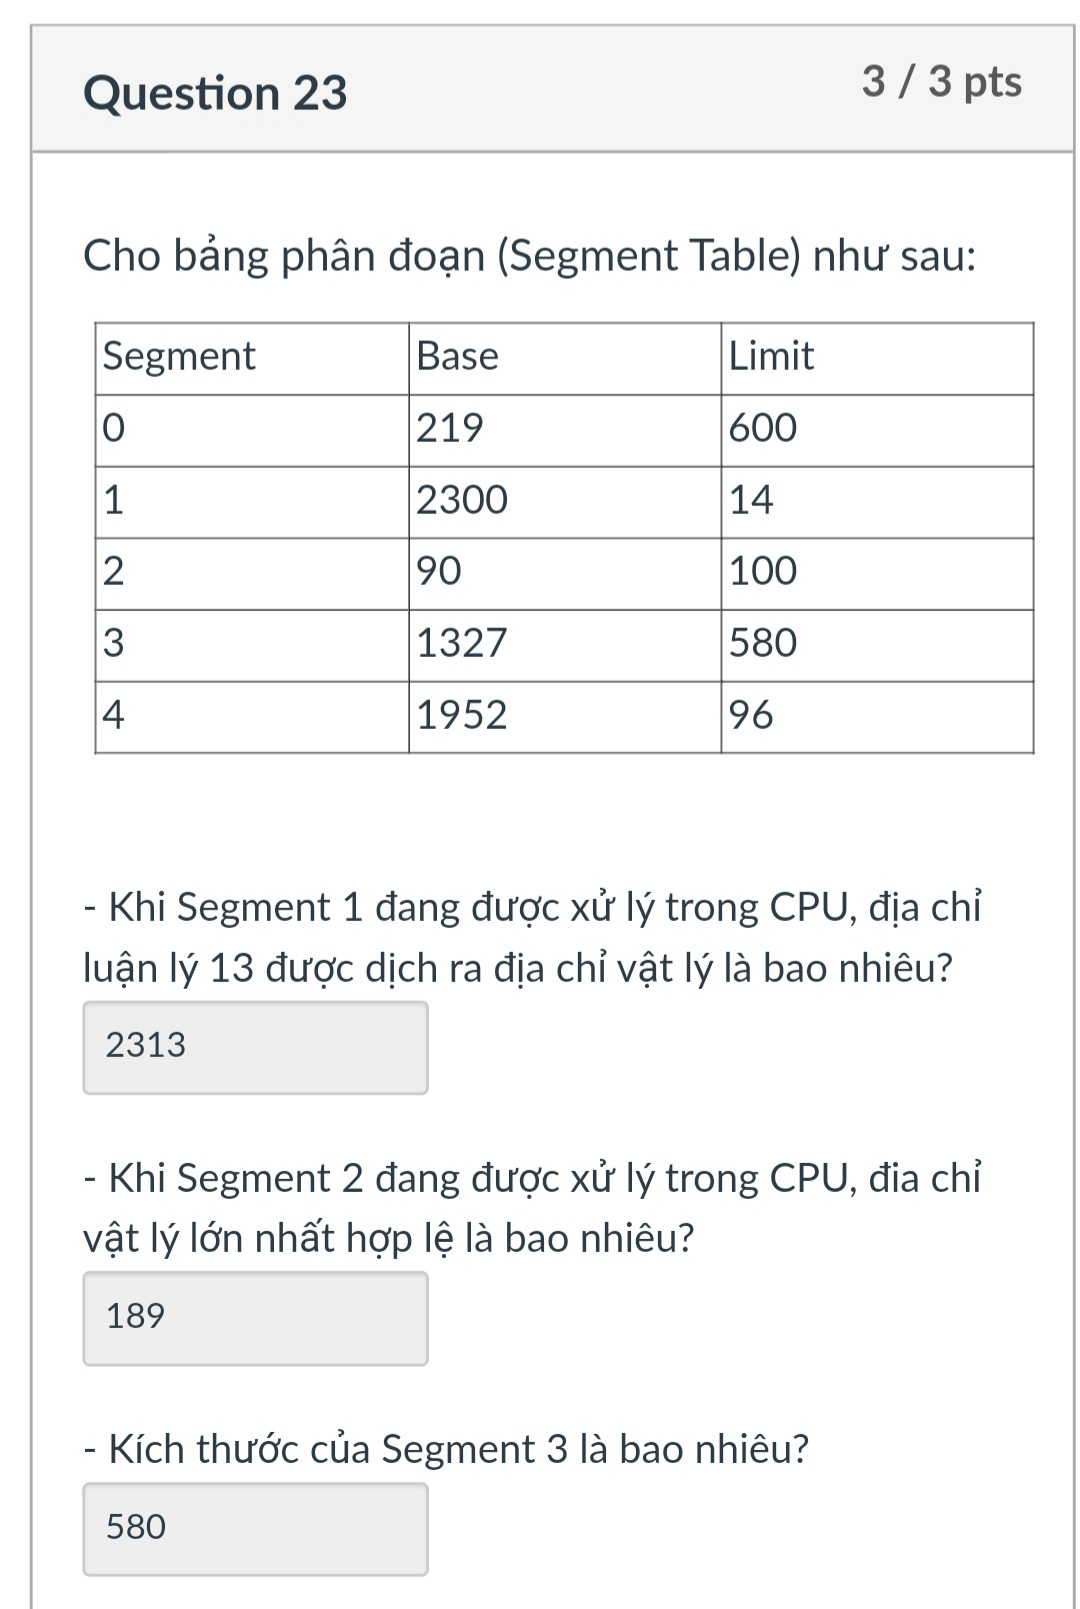 Question 23
3 / 3 pts
Cho bảng phân đoạn (Segment Table) như sau:
Segment Base Limit
0 219 600
1 2300 14
2 90 100
3 1327 580
4 1952 96
- Khi Segment 1 đang được xử lý trong CPU, địa chỉ
luận lý 13 được dịch ra địa chỉ vật lý là bao nhiêu?
2313
- Khi Segment 2 đang được xử lý trong CPU, đia chỉ
vật lý lớn nhất hợp lệ là bao nhiêu?
189
- Kích thước của Segment 3 là bao nhiêu?
580